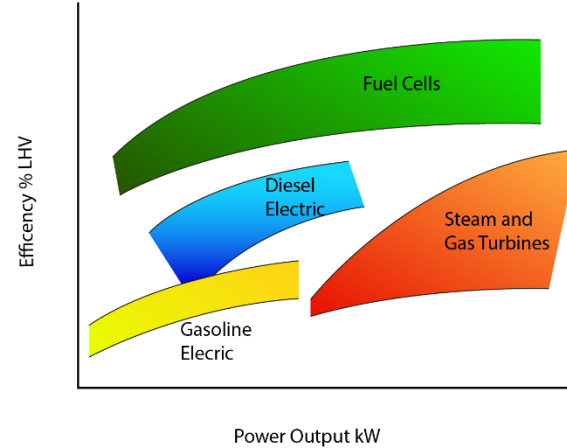 Fuel Cells
Diesel
Electric
Steam and
Gas Turbines
Gasoline
Elecric
Efficency % LHV
Power Output kW